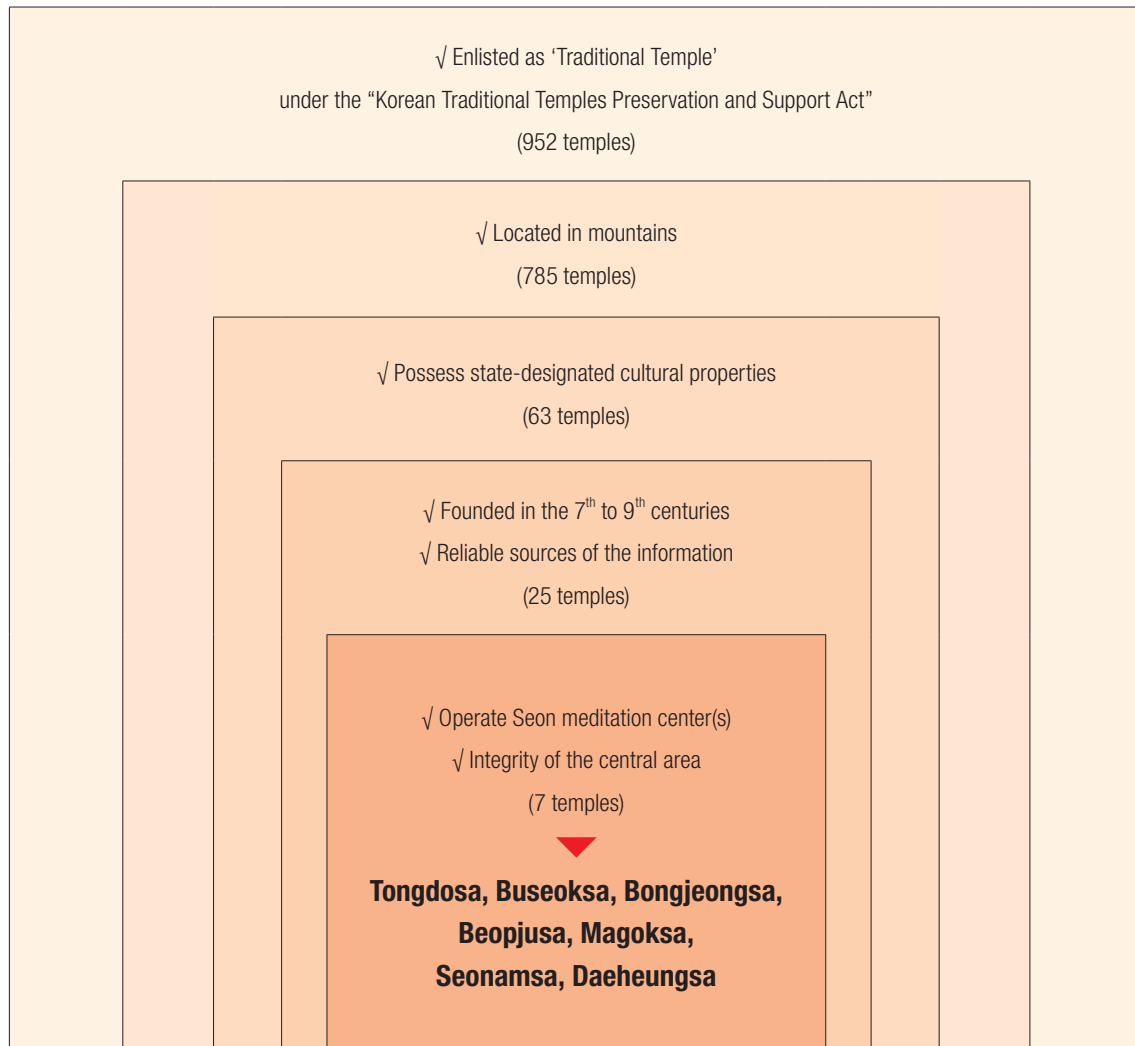 √ Enlisted as ‘Traditional Temple’
under the “Korean Traditional Temples Preservation and Support Act”
(952 temples)
√ Located in mountains
(785 temples)
√ Possess state-designated cultural properties
(63 temples)
√ Founded in the 7th to 9th centuries
√ Reliable sources of the information
(25 temples)
√ Operate Seon meditation center(s)
√ Integrity of the central area
(7 temples)
Tongdosa, Buseoksa, Bongjeongsa,
Beopjusa, Magoksa,
Seonamsa, Daeheungsa